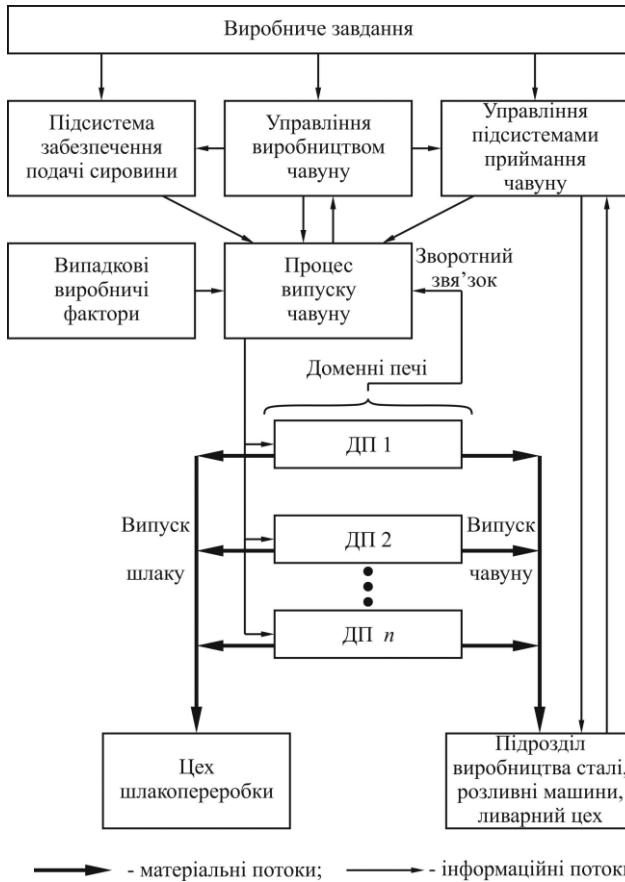 Виробниче завдання
Підсистема
забезпечення
подачі сировини
Управління
виробництвом
чавуну
Управління
підсистемами
приймання
чавуну
Випадкові
виробничі
фактори
Процес
випуску
чавуну
Зворотний
звя’зок
Доменні печі
ДП 1
Випуск
шлаку
ДП 2
Випуск
чавуну
ДП n
Цех
шлакопереробки
Підрозділ
виробництва сталі,
розливні машини,
ливарний цех
- матеріальні потоки;
- інформаційні потоки